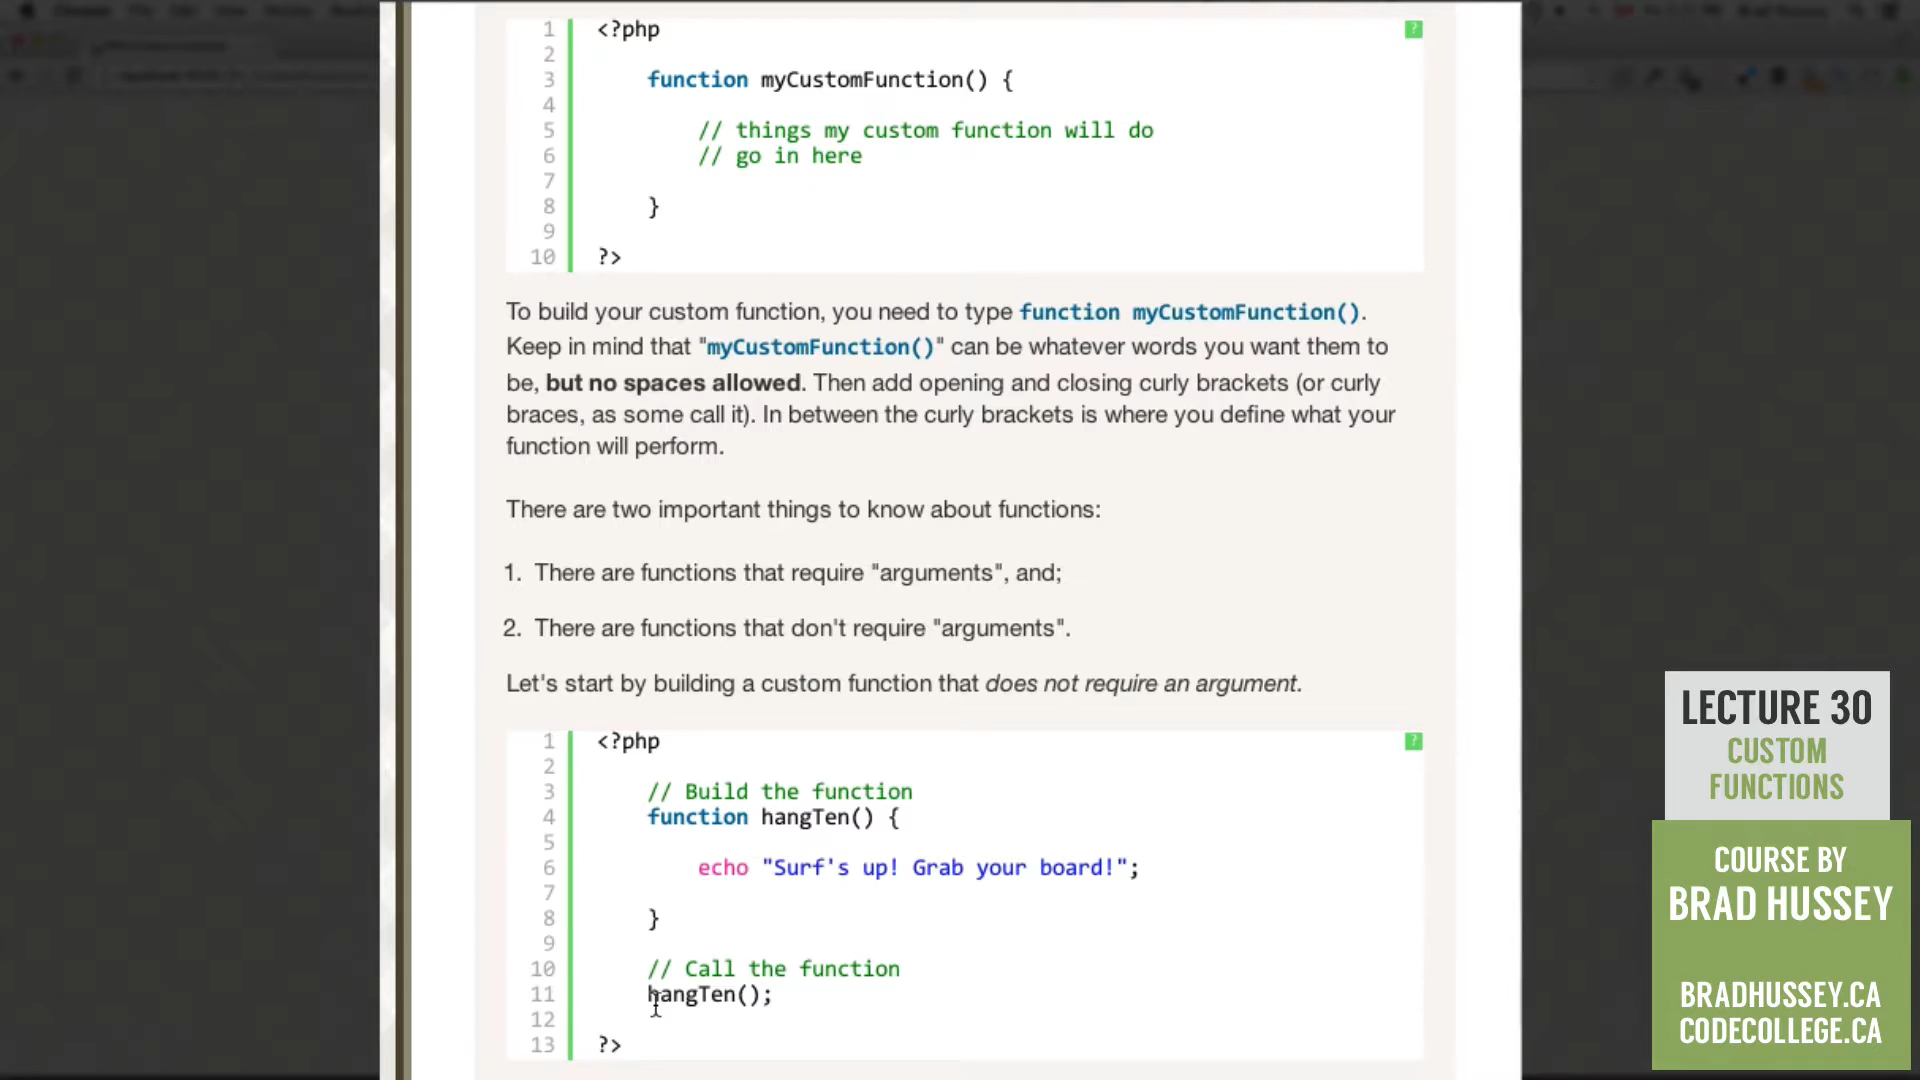 1 <?php ?
2
3 function myCustomFunction() {
4
5 // things my custom function will do
6 // go in here
7
8 }
9
10 ?>
To build your custom function, you need to type function myCustomFunction().
Keep in mind that "myCustomFunction()" can be whatever words you want them to
be, but no spaces allowed. Then add opening and closing curly brackets (or curly
braces, as some call it). In between the curly brackets is where you define what your
function will perform.
There are two important things to know about functions:
1. There are functions that require "arguments", and;
2. There are functions that don't require "arguments".
Let's start by building a custom function that does not require an argument.
1 <?php ?
2
3 // Build the function
4 function hangTen() {
5
6 echo "Surf's up! Grab your board!";
7
8 }
9
10 // Call the function
11 hangTen();
12
13 ?>
LECTURE 30
CUSTOM
FUNCTIONS
COURSE BY
BRAD HUSSEY
BRADHUSSEY.CA
CODECOLLEGE.CA